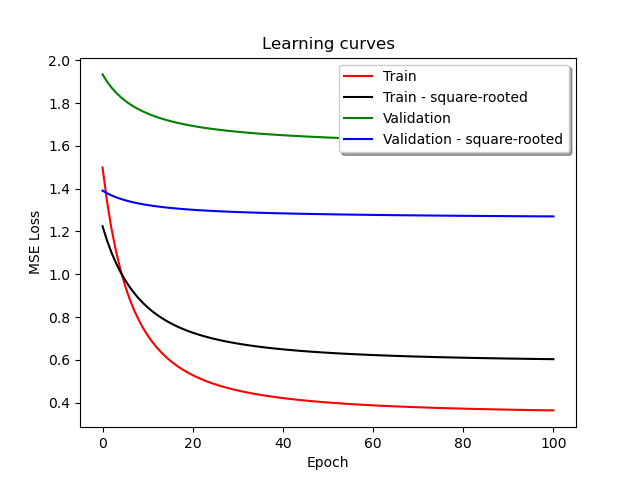 Learning curves
2.0
1.8
1.6
1.4
1.2
1.0
0.8
0.6
0.4
MSE Loss
Train
Train - square-rooted
Validation
Validation - square-rooted
0 20 40 60 80 100
Epoch